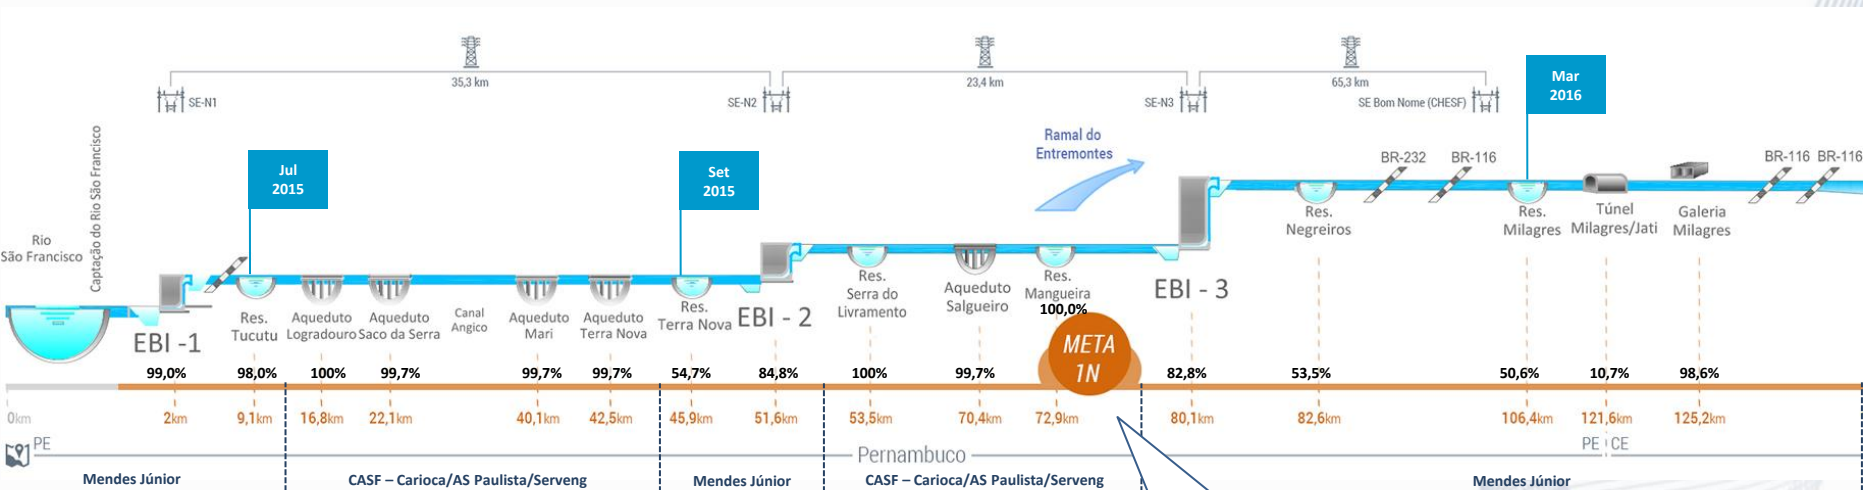 35,3 km
23,4 km
65,3 km
SE-N1
SE-N2
SE-N3
SE Bom Nome (CHESF)
Mar
2016
Captação do Rio São Francisco
Jul
2015
Set
2015
Ramal do
Entremontes
BR-232
BR-116
BR-116
BR-116
Rio
São Francisco
EBI -1
Res.
Tucutu
Aqueduto
Logradouro
Aqueduto
Saco da Serra
Canal
Angico
Aqueduto
Mari
Aqueduto
Terra Nova
Res.
Terra Nova
EBI - 2
Res.
Serra do
Livramento
Aqueduto
Salgueiro
Res.
Mangueira
100,0%
EBI - 3
Res.
Negreiros
Res.
Milagres
Túnel
Milagres/Jati
Galeria
Milagres
META
1N
99,0%
98,0%
100%
99,7%
99,7%
99,7%
54,7%
84,8%
100%
99,7%
82,8%
53,5%
50,6%
10,7%
98,6%
0km
2km
9,1km
16,8km
22,1km
40,1km
42,5km
45,9km
51,6km
53,5km
70,4km
72,9km
80,1km
82,6km
106,4km
121,6km
125,2km
PE
Pernambuco
PE
CE
Mendes Júnior
CASF – Carioca/AS Paulista/Serveng
Mendes Júnior
CASF – Carioca/AS Paulista/Serveng
Mendes Júnior